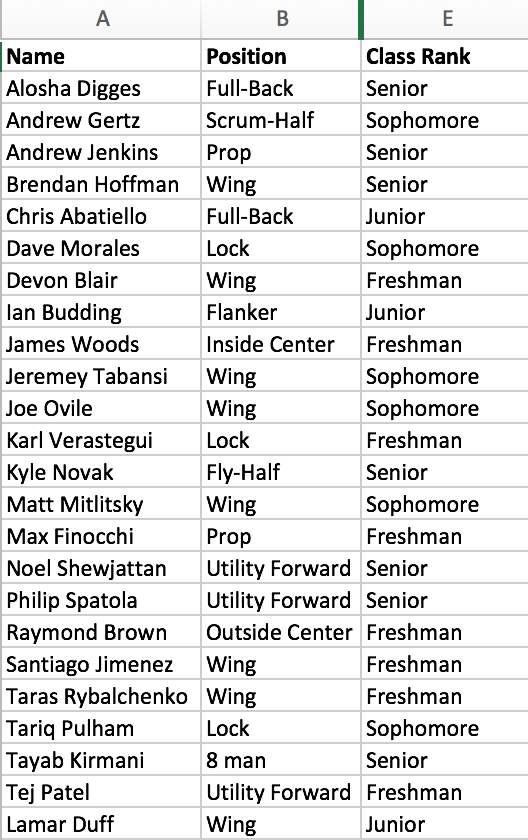 A B E
Name Position Class Rank
Alosha Digges Full-Back Senior
Andrew Gertz Scrum-Half Sophomore
Andrew Jenkins Prop Senior
Brendan Hoffman Wing Senior
Chris Abatiello Full-Back Junior
Dave Morales Lock Sophomore
Devon Blair Wing Freshman
Ian Budding Flanker Junior
James Woods Inside Center Freshman
Jeremey Tabansi Wing Sophomore
Joe Ovile Wing Sophomore
Karl Verastegui Lock Freshman
Kyle Novak Fly-Half Senior
Matt Mitlitsky Wing Sophomore
Max Finocchi Prop Freshman
Noel Shewjattan Utility Forward Senior
Philip Spatola Utility Forward Senior
Raymond Brown Outside Center Freshman
Santiago Jimenez Wing Freshman
Taras Rybalchenko Wing Freshman
Tariq Pulham Lock Sophomore
Tayab Kirmani 8 man Senior
Tej Patel Utility Forward Freshman
Lamar Duff Wing Junior